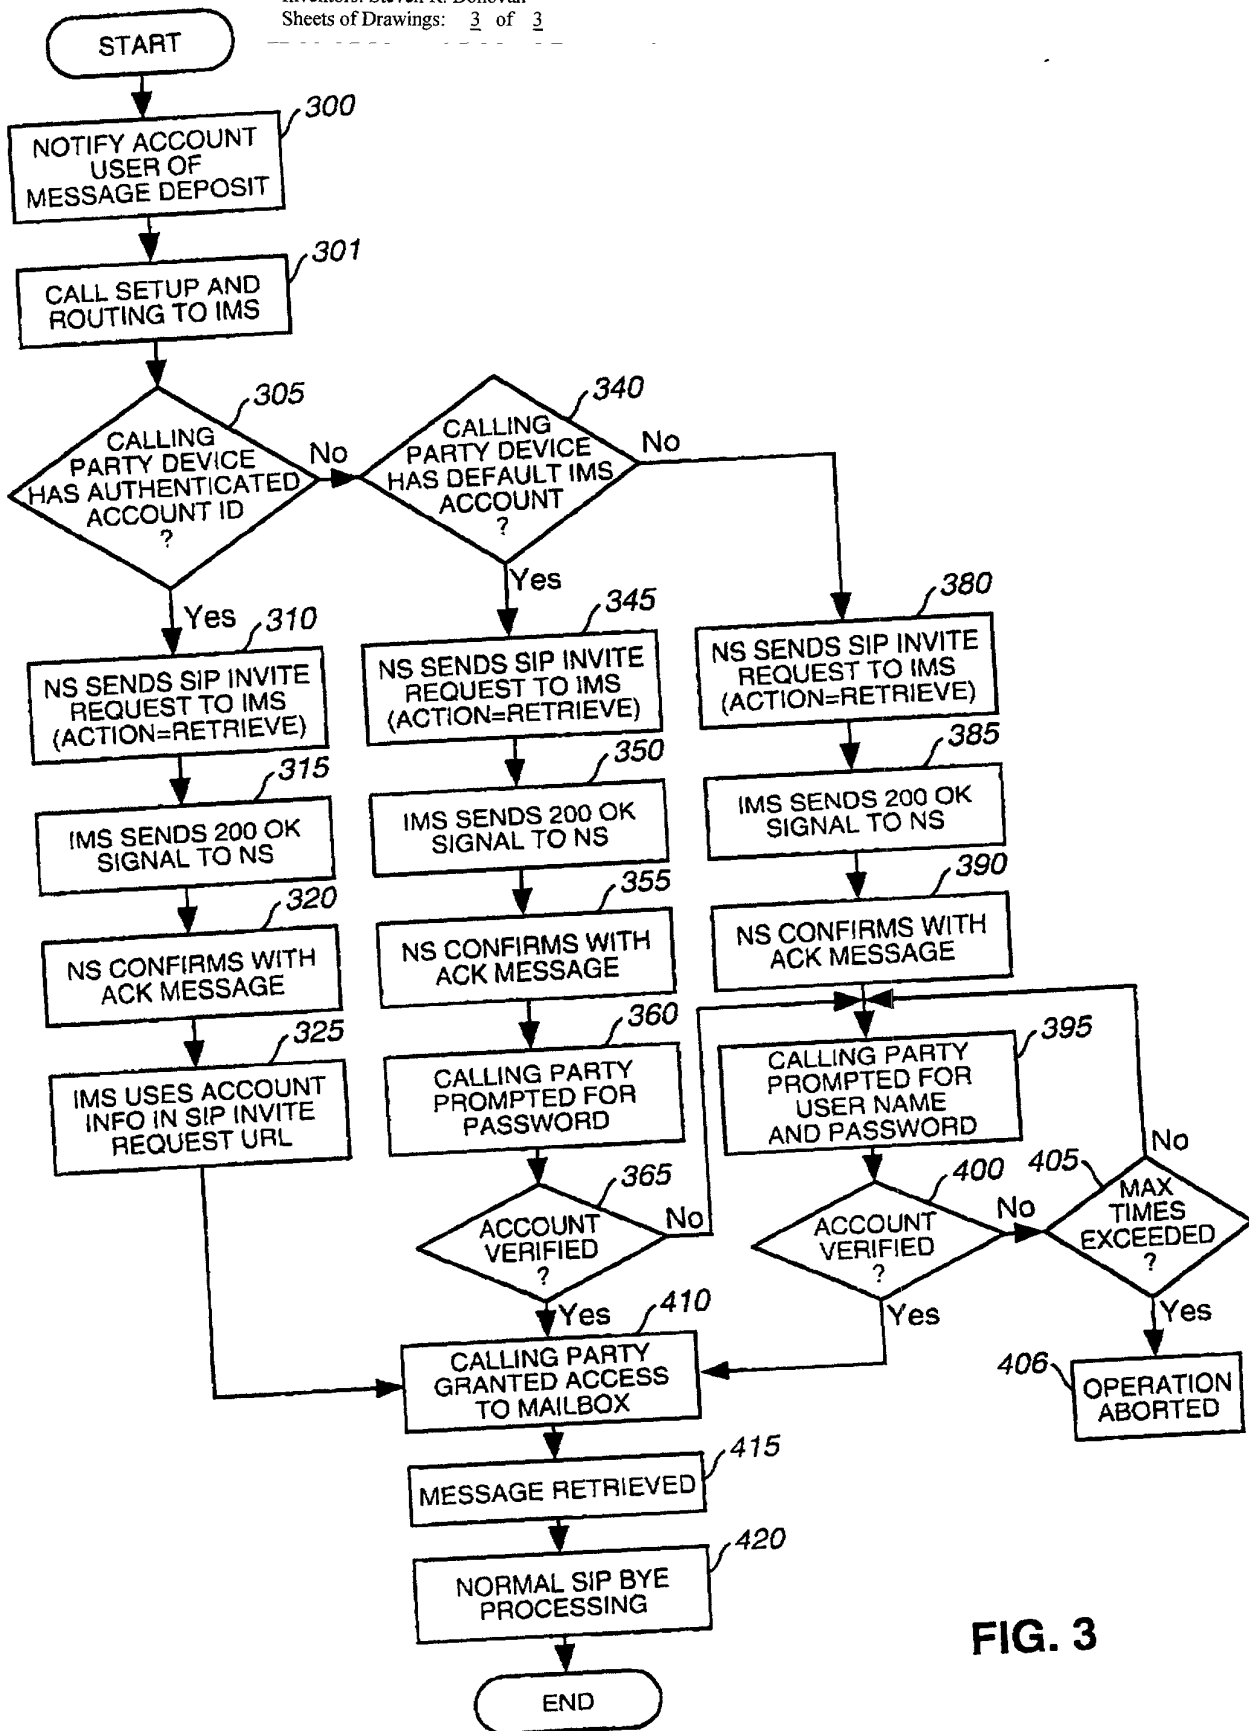 Inventors: Steven R. Donovan
Sheets of Drawings: 3 of 3
START
300
NOTIFY ACCOUNT
USER OF
MESSAGE DEPOSIT
301
CALL SETUP AND
ROUTING TO IMS
305
CALLING
PARTY DEVICE
HAS AUTHENTICATED
ACCOUNT ID
?
No
Yes
340
CALLING
PARTY DEVICE
HAS DEFAULT IMS
ACCOUNT
?
No
Yes
310
NS SENDS SIP INVITE
REQUEST TO IMS
(ACTION=RETRIEVE)
315
IMS SENDS 200 OK
SIGNAL TO NS
320
NS CONFIRMS WITH
ACK MESSAGE
325
IMS USES ACCOUNT
INFO IN SIP INVITE
REQUEST URL
345
NS SENDS SIP INVITE
REQUEST TO IMS
(ACTION=RETRIEVE)
350
IMS SENDS 200 OK
SIGNAL TO NS
355
NS CONFIRMS WITH
ACK MESSAGE
360
CALLING PARTY
PROMPTED FOR
PASSWORD
365
ACCOUNT
VERIFIED
?
No
Yes
380
NS SENDS SIP INVITE
REQUEST TO IMS
(ACTION=RETRIEVE)
385
IMS SENDS 200 OK
SIGNAL TO NS
390
NS CONFIRMS WITH
ACK MESSAGE
395
CALLING PARTY
PROMPTED FOR
USER NAME
AND PASSWORD
400
ACCOUNT
VERIFIED
?
No
Yes
405
MAX
TIMES
EXCEEDED
?
No
Yes
406
OPERATION
ABORTED
410
CALLING PARTY
GRANTED ACCESS
TO MAILBOX
415
MESSAGE RETRIEVED
420
NORMAL SIP BYE
PROCESSING
END
FIG. 3